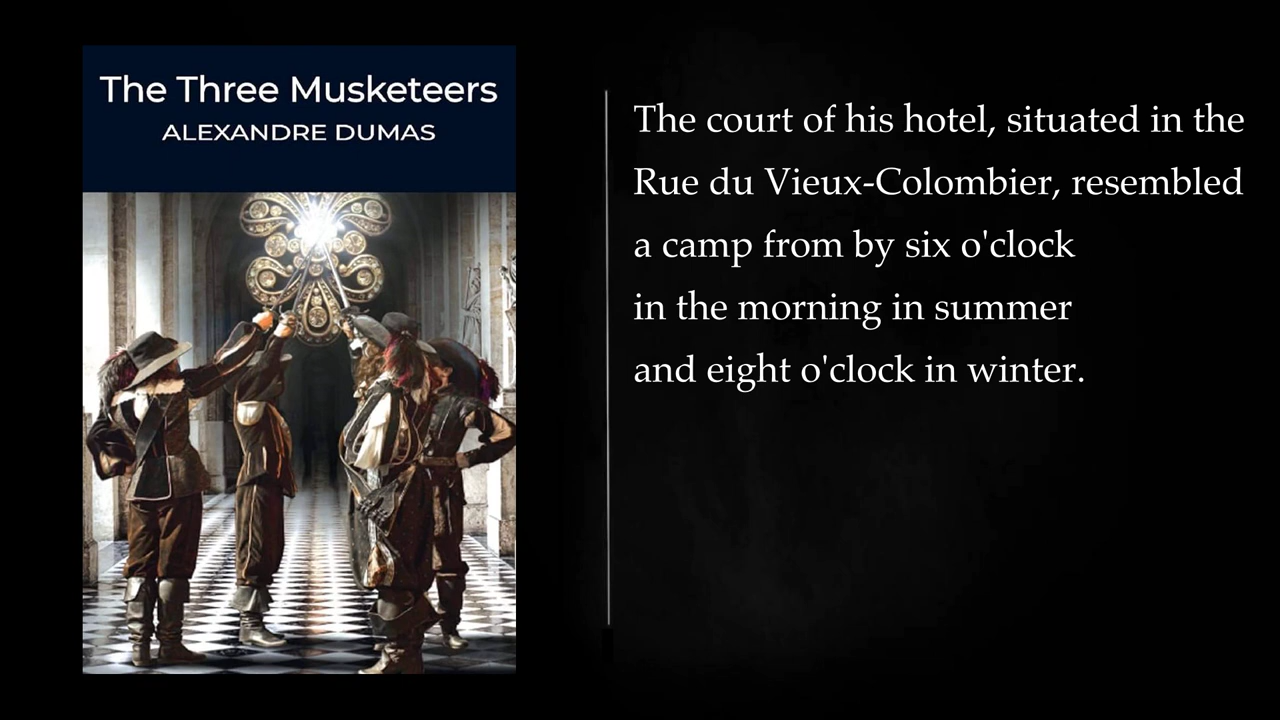 The Three Musketeers
ALEXANDRE DUMAS
The court of his hotel, situated in the
Rue du Vieux-Colombier, resembled
a camp from by six o'clock
in the morning in summer
and eight o'clock in winter.